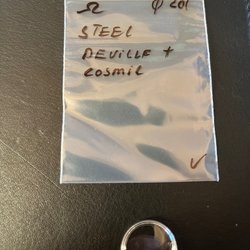 Ω φ 201
STEEL
DEVILLE +
COSMIC